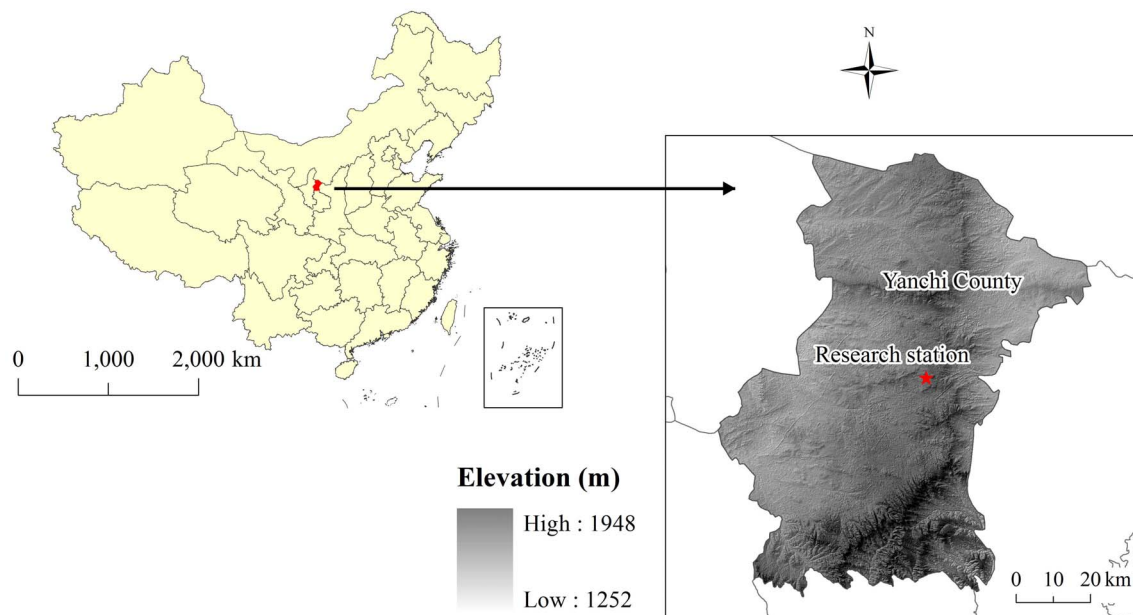 N
Yanchi County
Research station
0 1,000 2,000 km
Elevation (m)
High : 1948
Low : 1252
0 10 20 km